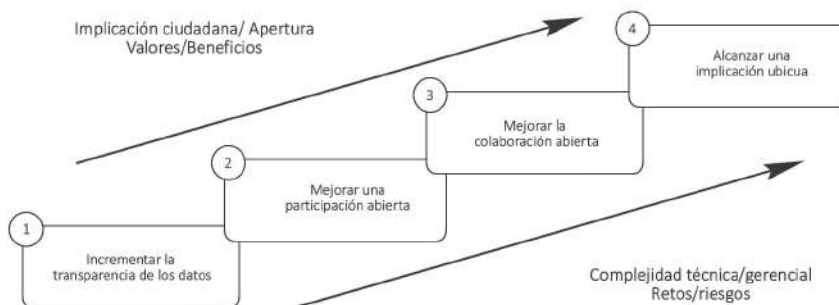 Implicación ciudadana/ Apertura
Valores/Beneficios
4
Alcanzar una
implicación ubicua
3
Mejorar la
colaboración abierta
2
Mejorar una
participación abierta
1
Incrementar la
transparencia de los datos
Complejidad técnica/gerencial
Retos/riesgos